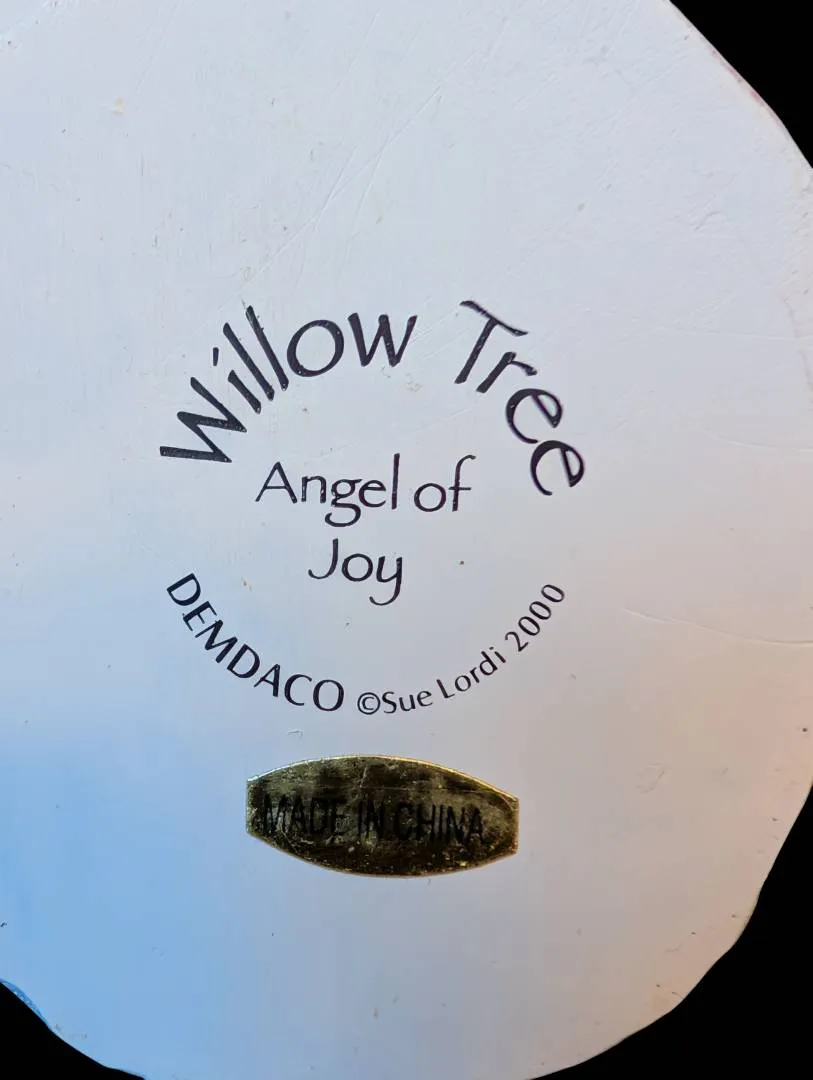 Willow Tree
Angel of
Joy
DEMDACO ©Sue Lordi 2000
MADE IN CHINA